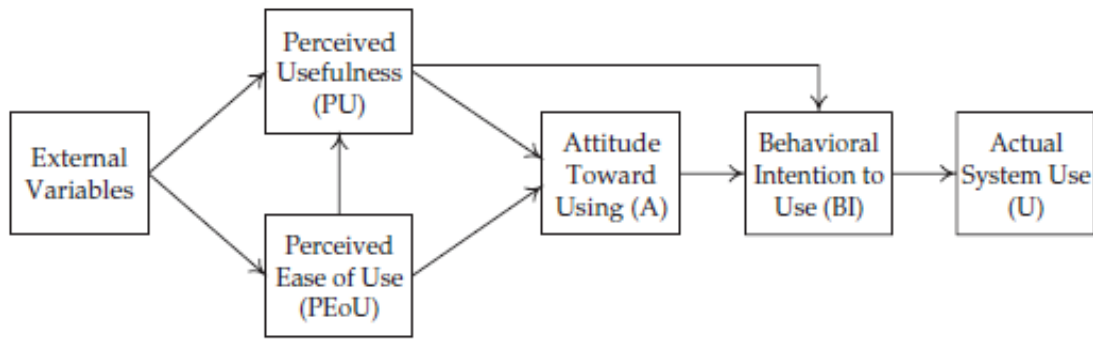 External
Variables
Perceived
Usefulness
(PU)
Perceived
Ease of Use
(PEoU)
Attitude
Toward
Using (A)
Behavioral
Intention to
Use (BI)
Actual
System Use
(U)